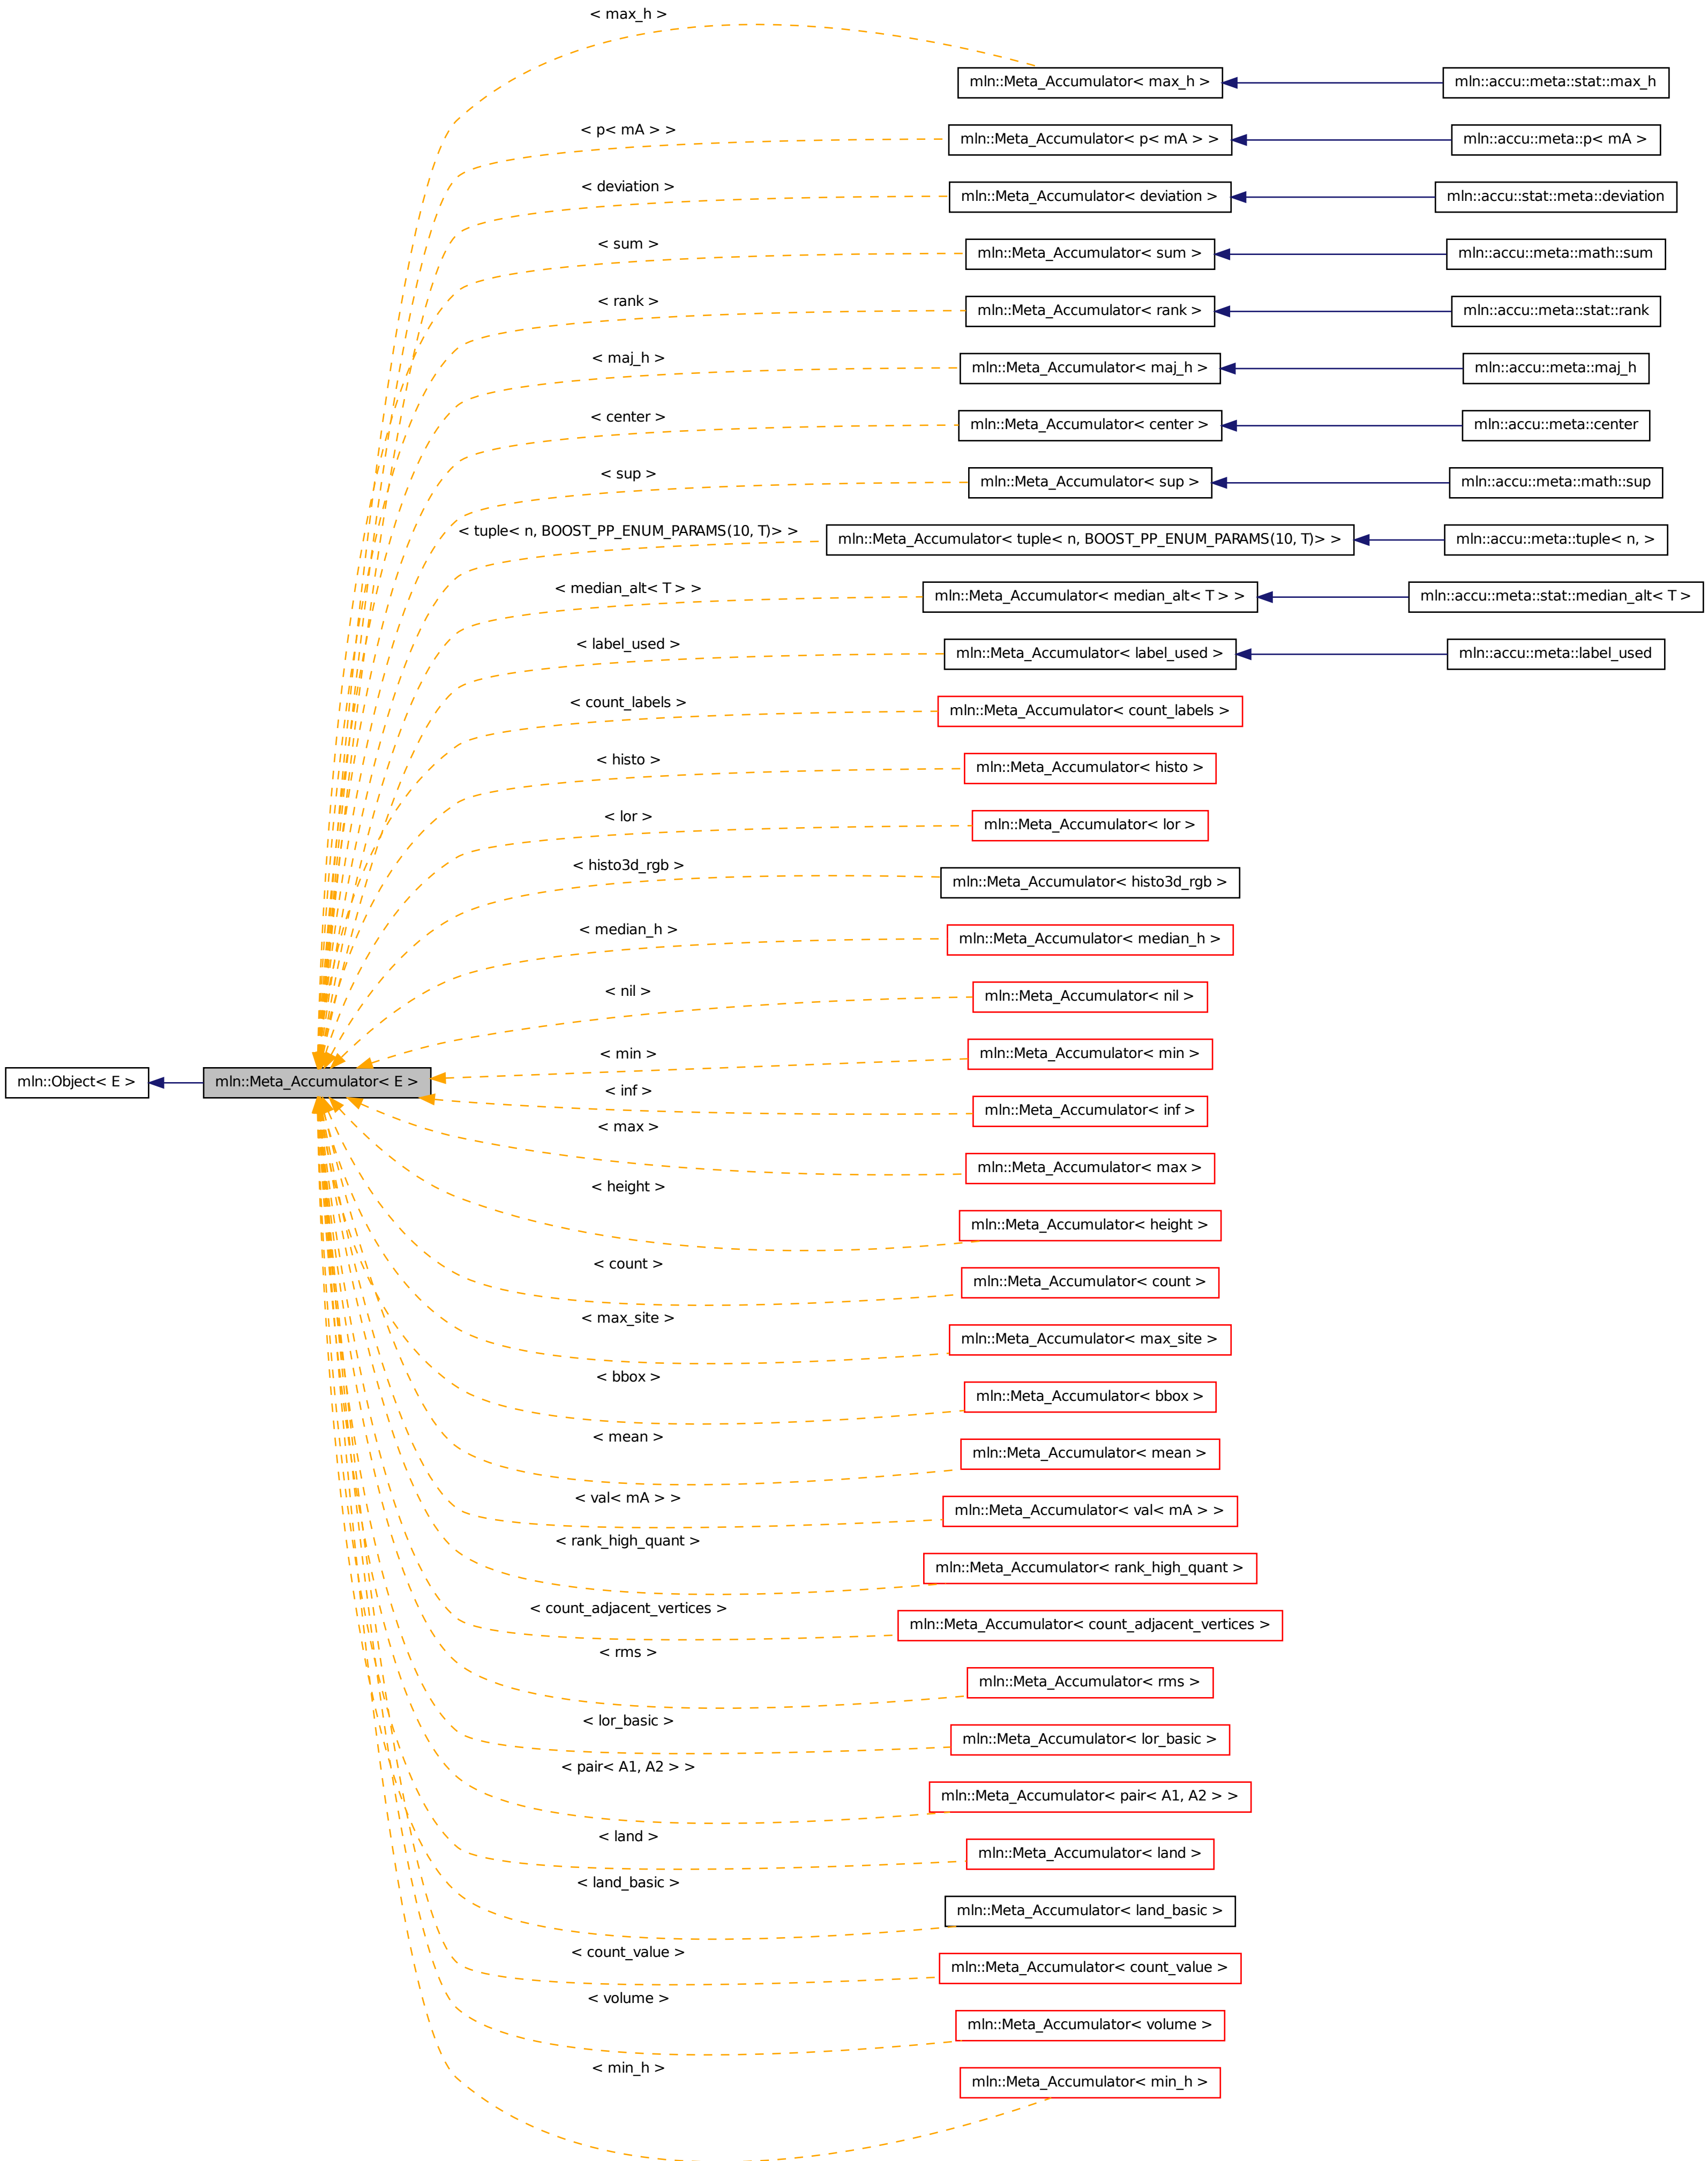 < max_h >
mln::Meta_Accumulator< max_h >
mln::accu::meta::stat::max_h
< p< mA > >
mln::Meta_Accumulator< p< mA > >
mln::accu::meta::p< mA >
< deviation >
mln::Meta_Accumulator< deviation >
mln::accu::stat::meta::deviation
< sum >
mln::Meta_Accumulator< sum >
mln::accu::meta::math::sum
< rank >
mln::Meta_Accumulator< rank >
mln::accu::meta::stat::rank
< maj_h >
mln::Meta_Accumulator< maj_h >
mln::accu::meta::maj_h
< center >
mln::Meta_Accumulator< center >
mln::accu::meta::center
< sup >
mln::Meta_Accumulator< sup >
mln::accu::meta::math::sup
< tuple< n, BOOST_PP_ENUM_PARAMS(10, T)> >
mln::Meta_Accumulator< tuple< n, BOOST_PP_ENUM_PARAMS(10, T)> >
mln::accu::meta::tuple< n, >
< median_alt< T > >
mln::Meta_Accumulator< median_alt< T > >
mln::accu::meta::stat::median_alt< T >
< label_used >
mln::Meta_Accumulator< label_used >
mln::accu::meta::label_used
< count_labels >
mln::Meta_Accumulator< count_labels >
< histo >
mln::Meta_Accumulator< histo >
< lor >
mln::Meta_Accumulator< lor >
< histo3d_rgb >
mln::Meta_Accumulator< histo3d_rgb >
< median_h >
mln::Meta_Accumulator< median_h >
< nil >
mln::Meta_Accumulator< nil >
< min >
mln::Meta_Accumulator< min >
mln::Object< E >
mln::Meta_Accumulator< E >
< inf >
mln::Meta_Accumulator< inf >
< max >
mln::Meta_Accumulator< max >
< height >
mln::Meta_Accumulator< height >
< count >
mln::Meta_Accumulator< count >
< max_site >
mln::Meta_Accumulator< max_site >
< bbox >
mln::Meta_Accumulator< bbox >
< mean >
mln::Meta_Accumulator< mean >
< val< mA > >
mln::Meta_Accumulator< val< mA > >
< rank_high_quant >
mln::Meta_Accumulator< rank_high_quant >
< count_adjacent_vertices >
mln::Meta_Accumulator< count_adjacent_vertices >
< rms >
mln::Meta_Accumulator< rms >
< lor_basic >
mln::Meta_Accumulator< lor_basic >
< pair< A1, A2 > >
mln::Meta_Accumulator< pair< A1, A2 > >
< land >
mln::Meta_Accumulator< land >
< land_basic >
mln::Meta_Accumulator< land_basic >
< count_value >
mln::Meta_Accumulator< count_value >
< volume >
mln::Meta_Accumulator< volume >
< min_h >
mln::Meta_Accumulator< min_h >